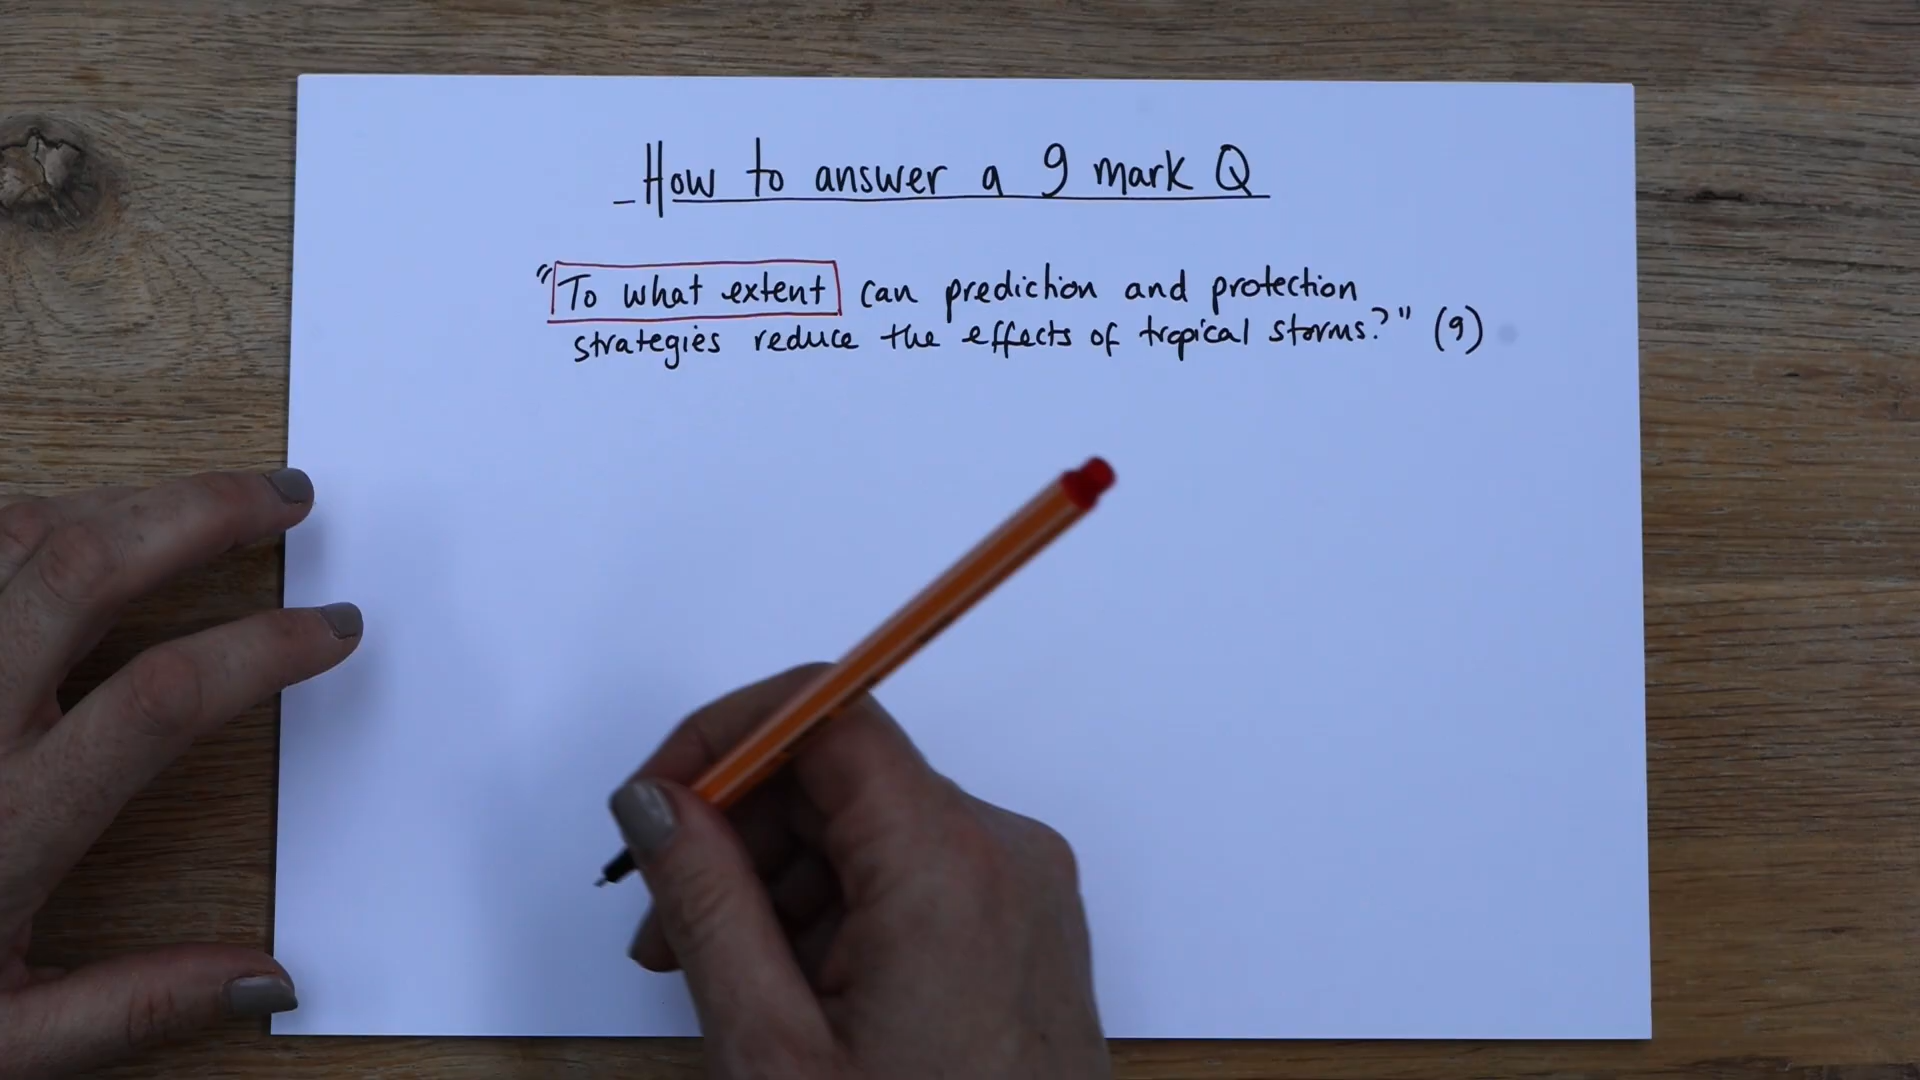 How to answer a 9 mark Q
"To what extent can prediction and protection
strategies reduce the effects of tropical storms?" (9)